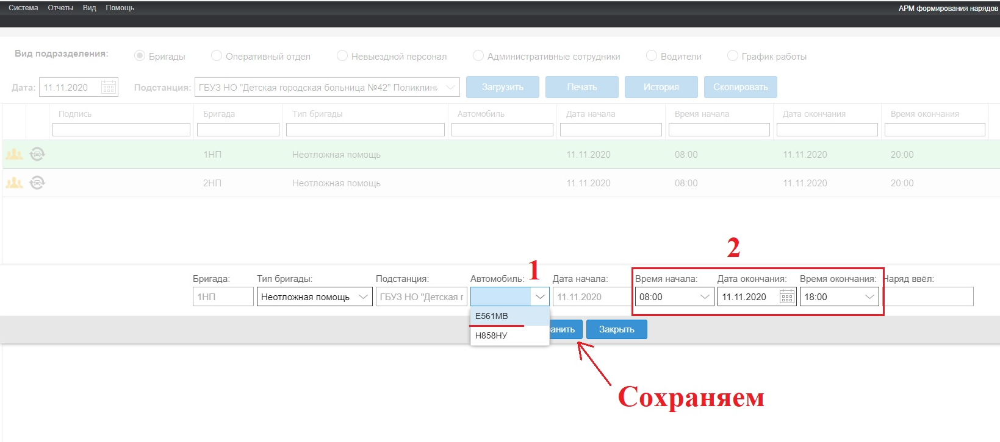 Система Отчеты Вид Помощь АРМ формирования нарядов
Вид подразделения: Бригады Оперативный отдел Невыездной персонал Административные сотрудники Водители График работы
Дата: 11.11.2020 Подстанция: ГБУЗ НО "Детская городская больница №42" Поликлини Загрузить Печать История Скопировать
Подпись Бригада Тип бригады Автомобиль Дата начала Время начала Дата окончания Время окончания
1НП Неотложная помощь 11.11.2020 08:00 11.11.2020 20:00
2НП Неотложная помощь 11.11.2020 08:00 11.11.2020 20:00
1 2
Бригада: Тип бригады: Подстанция: Автомобиль: Дата начала: Время начала: Дата окончания: Время окончания: Наряд ввёл:
1НП Неотложная помощь ГБУЗ НО "Детская г 11.11.2020 08:00 11.11.2020 18:00
Е561МВ
Н858НУ
анить Закрыть
Сохраняем